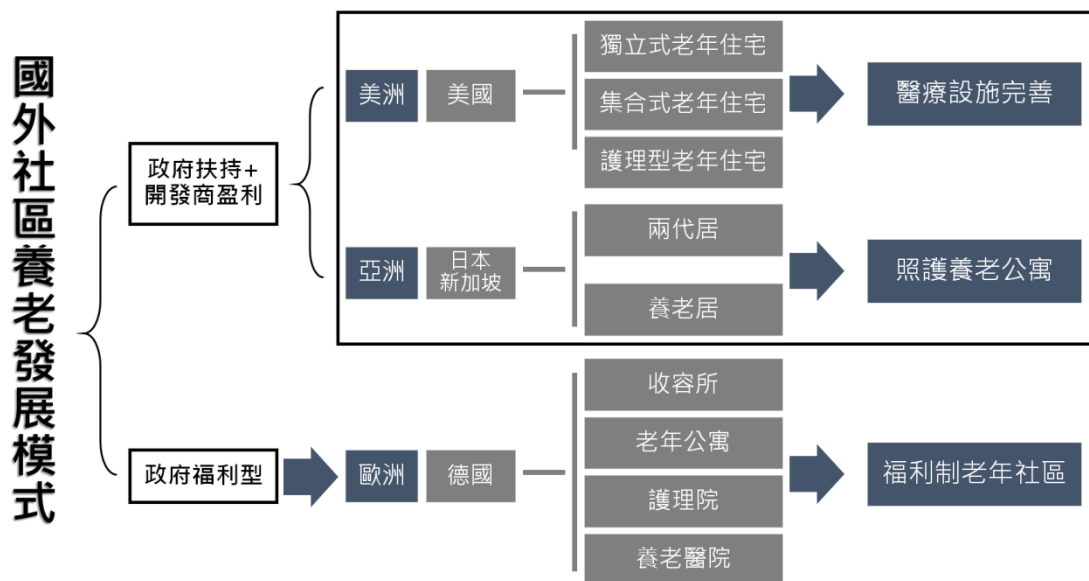 國外社區養老發展模式
政府扶持+
開發商盈利
美洲
美國
獨立式老年住宅
集合式老年住宅
護理型老年住宅
醫療設施完善
亞洲
日本
新加坡
兩代居
養老居
照護養老公寓
政府福利型
歐洲
德國
收容所
老年公寓
護理院
養老醫院
福利制老年社區